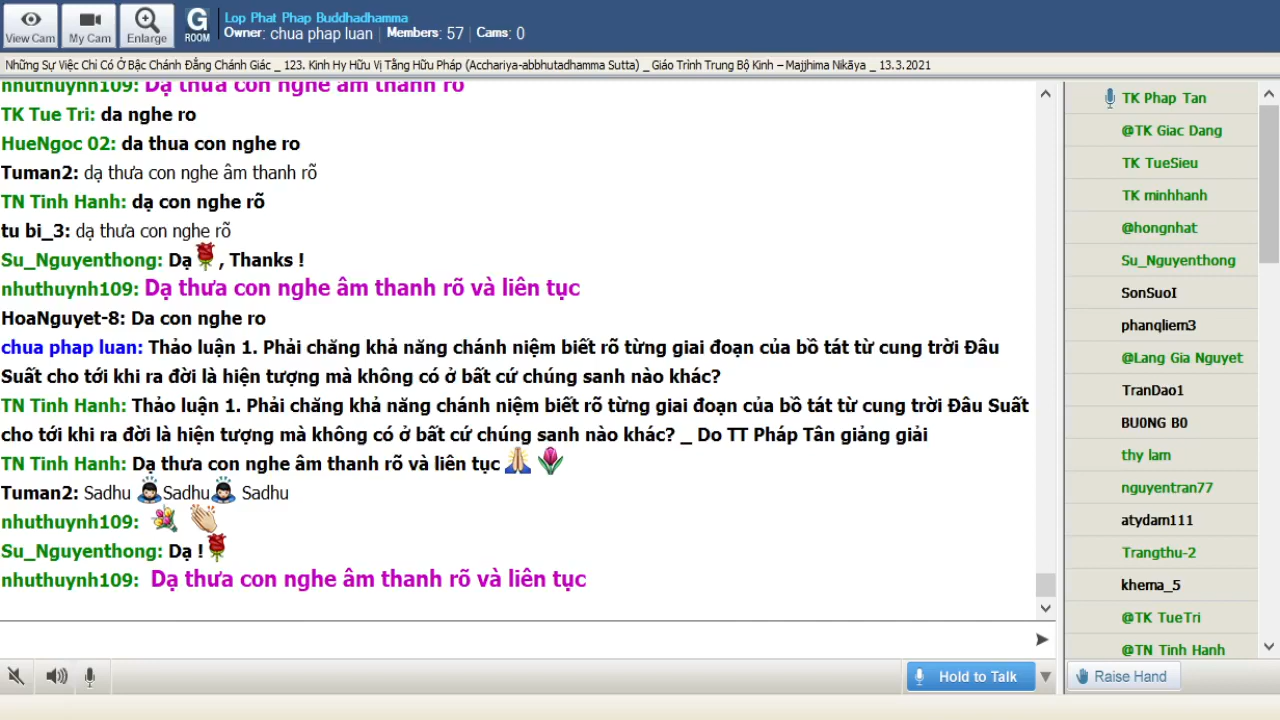 View Cam
My Cam
Enlarge
G
ROOM
Lop Phat Phap Buddhadhamma
Owner: chua phap luan Members: 57 Cams: 0
Những Sự Việc Chỉ Có Ở Bậc Chánh Đẳng Chánh Giác _ 123. Kinh Hy Hữu Vị Tằng Hữu Pháp (Acchariya-abbhutadhamma Sutta) _ Giáo Trình Trung Bộ Kinh – Majjhima Nikāya _ 13.3.2021
nhuthuynh109: Dạ thưa con nghe âm thanh rõ
TK Tue Tri: da nghe ro
HueNgoc 02: da thua con nghe ro
Tuman2: dạ thưa con nghe âm thanh rõ
TN Tinh Hanh: dạ con nghe rõ
tu bi_3: dạ thưa con nghe rõ
Su_Nguyenthong: Dạ , Thanks !
nhuthuynh109: Dạ thưa con nghe âm thanh rõ và liên tục
HoaNguyet-8: Da con nghe ro
chua phap luan: Thảo luận 1. Phải chăng khả năng chánh niệm biết rõ từng giai đoạn của bồ tát từ cung trời Đâu
Suất cho tới khi ra đời là hiện tượng mà không có ở bất cứ chúng sanh nào khác?
TN Tinh Hanh: Thảo luận 1. Phải chăng khả năng chánh niệm biết rõ từng giai đoạn của bồ tát từ cung trời Đâu Suất
cho tới khi ra đời là hiện tượng mà không có ở bất cứ chúng sanh nào khác? _ Do TT Pháp Tân giảng giải
TN Tinh Hanh: Dạ thưa con nghe âm thanh rõ và liên tục
Tuman2: Sadhu Sadhu Sadhu
nhuthuynh109:
Su_Nguyenthong: Dạ !
nhuthuynh109: Dạ thưa con nghe âm thanh rõ và liên tục
TK Phap Tan
@TK Giac Dang
TK TueSieu
TK minhhanh
@hongnhat
Su_Nguyenthong
SonSuoI
phanqliem3
@Lang Gia Nguyet
TranDao1
BU0NG B0
thy lam
nguyentran77
atydam111
Trangthu-2
khema_5
@TK TueTri
@TN Tinh Hanh
Hold to Talk
Raise Hand